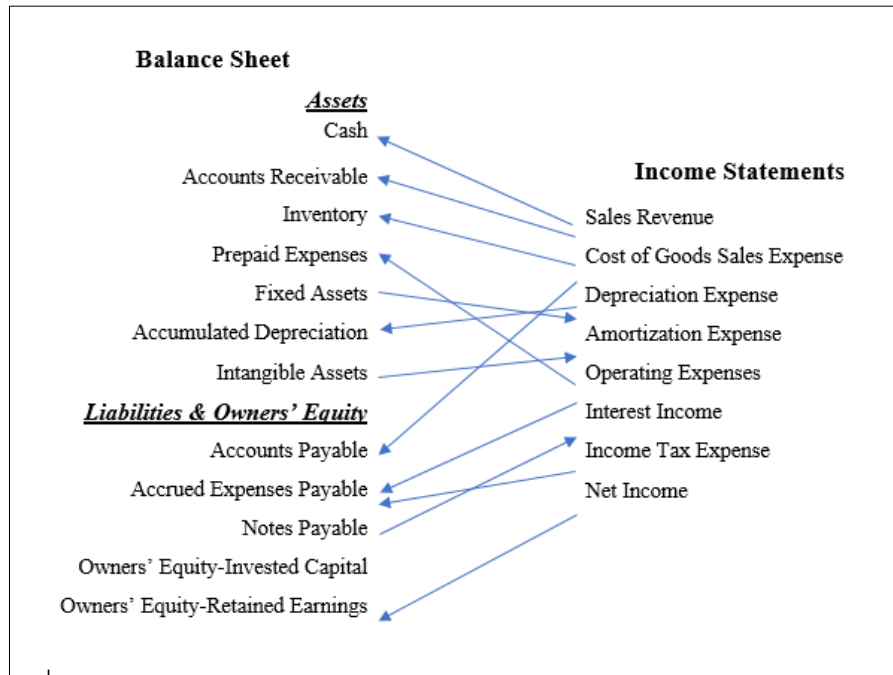 Balance Sheet
Assets
Cash
Accounts Receivable
Inventory
Prepaid Expenses
Fixed Assets
Accumulated Depreciation
Intangible Assets
Liabilities & Owners’ Equity
Accounts Payable
Accrued Expenses Payable
Notes Payable
Owners’ Equity-Invested Capital
Owners’ Equity-Retained Earnings
Income Statements
Sales Revenue
Cost of Goods Sales Expense
Depreciation Expense
Amortization Expense
Operating Expenses
Interest Income
Income Tax Expense
Net Income